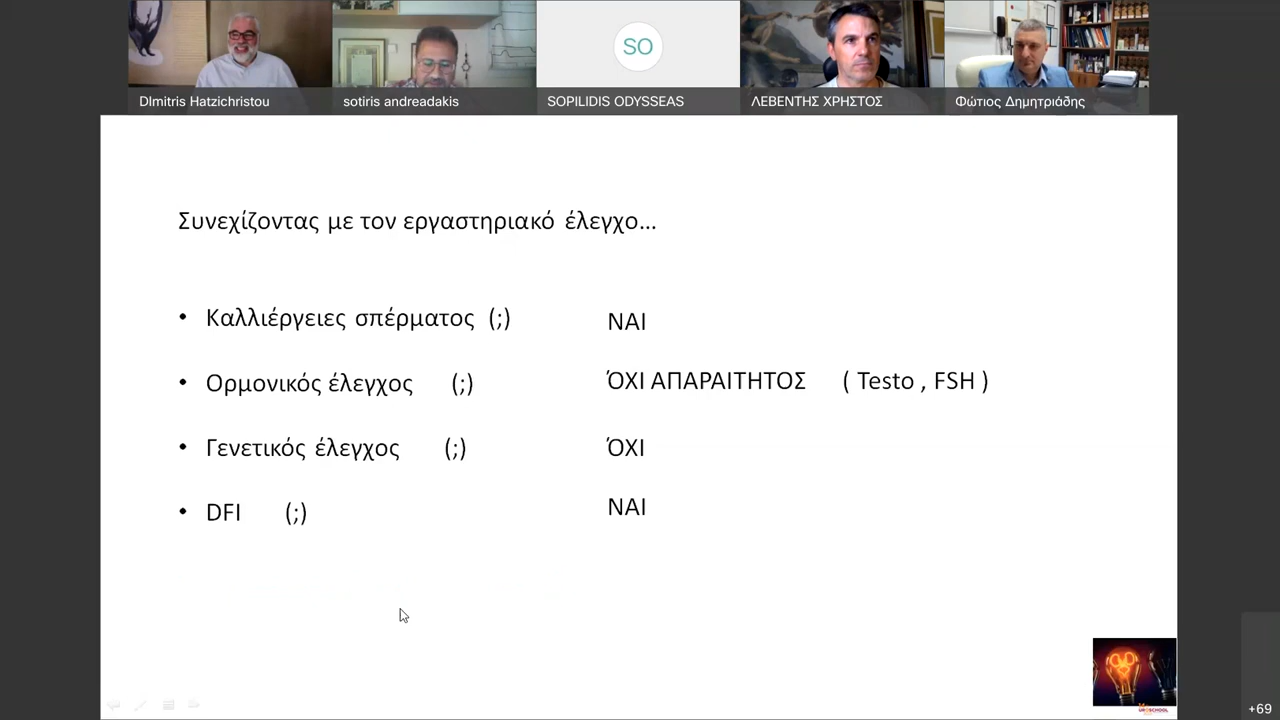 SO
DImitris Hatzichristou
sotiris andreadakis
SOPILIDIS ODYSSEAS
ΛΕΒΕΝΤΗΣ ΧΡΗΣΤΟΣ
Φώτιος Δημητριάδης
Συνεχίζοντας με τον εργαστηριακό έλεγχο...
• Καλλιέργειες σπέρματος (;) ΝΑΙ
• Ορμονικός έλεγχος (;) ΌΧΙ ΑΠΑΡΑΙΤΗΤΟΣ ( Testo , FSH )
• Γενετικός έλεγχος (;) ΌΧΙ
• DFI (;) ΝΑΙ
+69